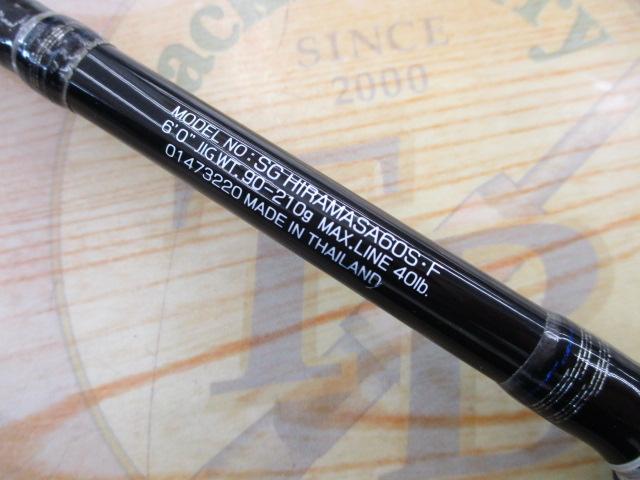 SINCE
2000
MODEL NO : SG HIRAMASA60S・F
6'0" JIG.WT. 90-210g MAX.LINE 40lb.
01473220 MADE IN THAILAND
TB